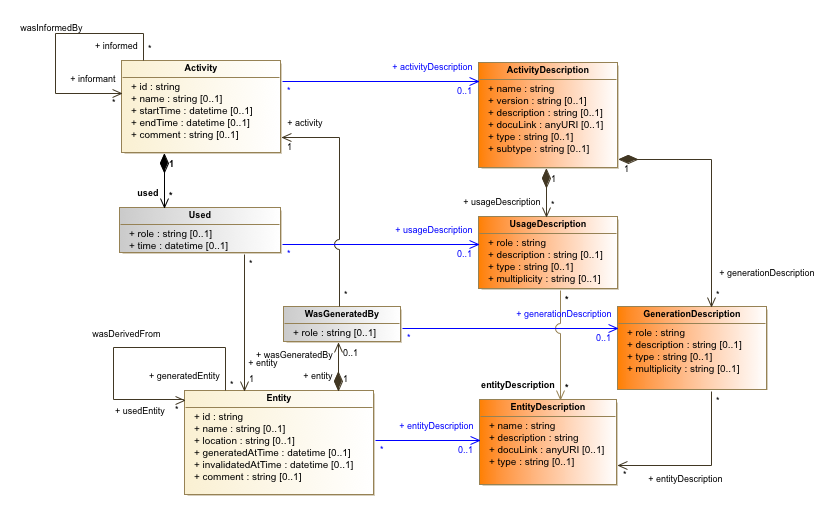 wasInformedBy
+ informed
*
+ informant
*
Activity
+ id : string
+ name : string [0..1]
+ startTime : datetime [0..1]
+ endTime : datetime [0..1]
+ comment : string [0..1]
+ activityDescription
*
0..1
ActivityDescription
+ name : string
+ version : string [0..1]
+ description : string [0..1]
+ docuLink : anyURI [0..1]
+ type : string [0..1]
+ subtype : string [0..1]
+ activity
1
1
used
*
1
+ usageDescription
*
1
Used
+ role : string [0..1]
+ time : datetime [0..1]
+ usageDescription
*
0..1
UsageDescription
+ role : string
+ description : string [0..1]
+ type : string [0..1]
+ multiplicity : string [0..1]
+ generationDescription
*
*
*
*
WasGeneratedBy
+ role : string [0..1]
+ generationDescription
*
0..1
GenerationDescription
+ role : string
+ description : string [0..1]
+ type : string [0..1]
+ multiplicity : string [0..1]
wasDerivedFrom
+ generatedEntity
*
+ usedEntity
*
+ wasGeneratedBy
0..1
+ entity
1
+ entity
1
entityDescription
*
*
Entity
+ id : string
+ name : string [0..1]
+ location : string [0..1]
+ generatedAtTime : datetime [0..1]
+ invalidatedAtTime : datetime [0..1]
+ comment : string [0..1]
+ entityDescription
*
0..1
EntityDescription
+ name : string
+ description : string
+ docuLink : anyURI [0..1]
+ type : string [0..1]
*
+ entityDescription